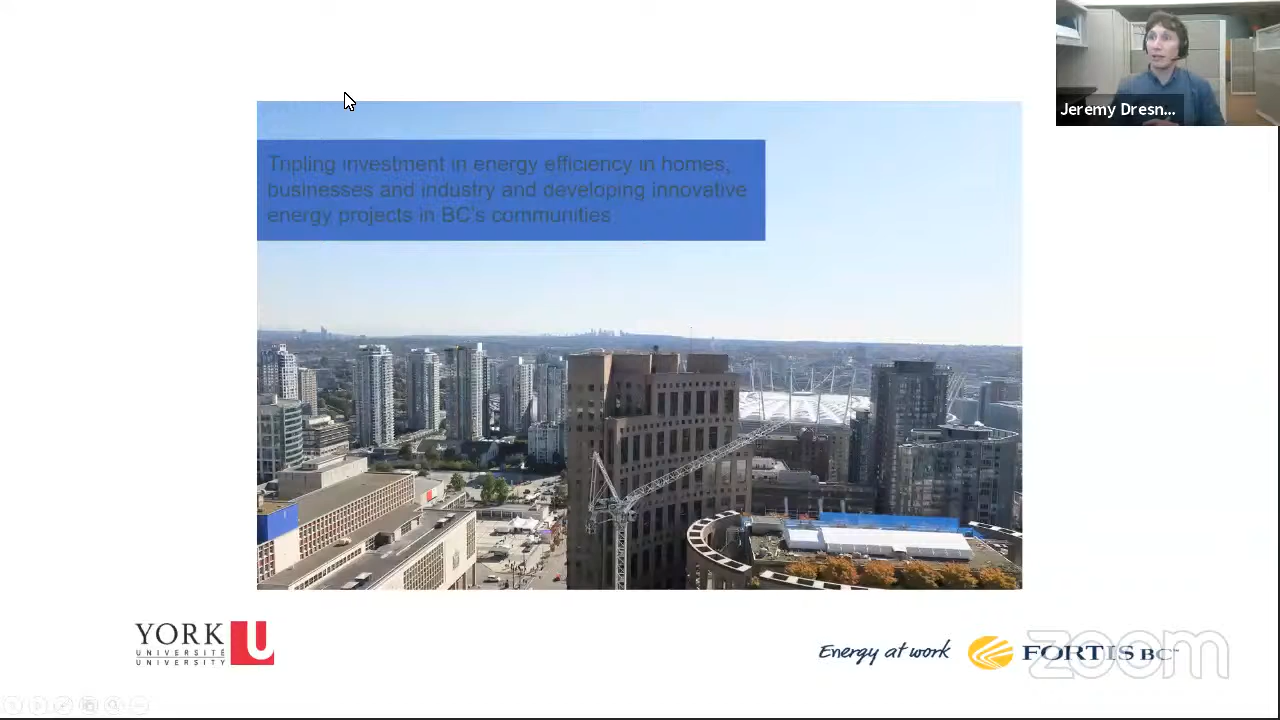 Jeremy Dresn...
Tripling investment in energy efficiency in homes,
businesses and industry and developing innovative
energy projects in BC's communities
YORK U
UNIVERSITÉ
UNIVERSITY
Energy at work
FORTIS BC™
zoom